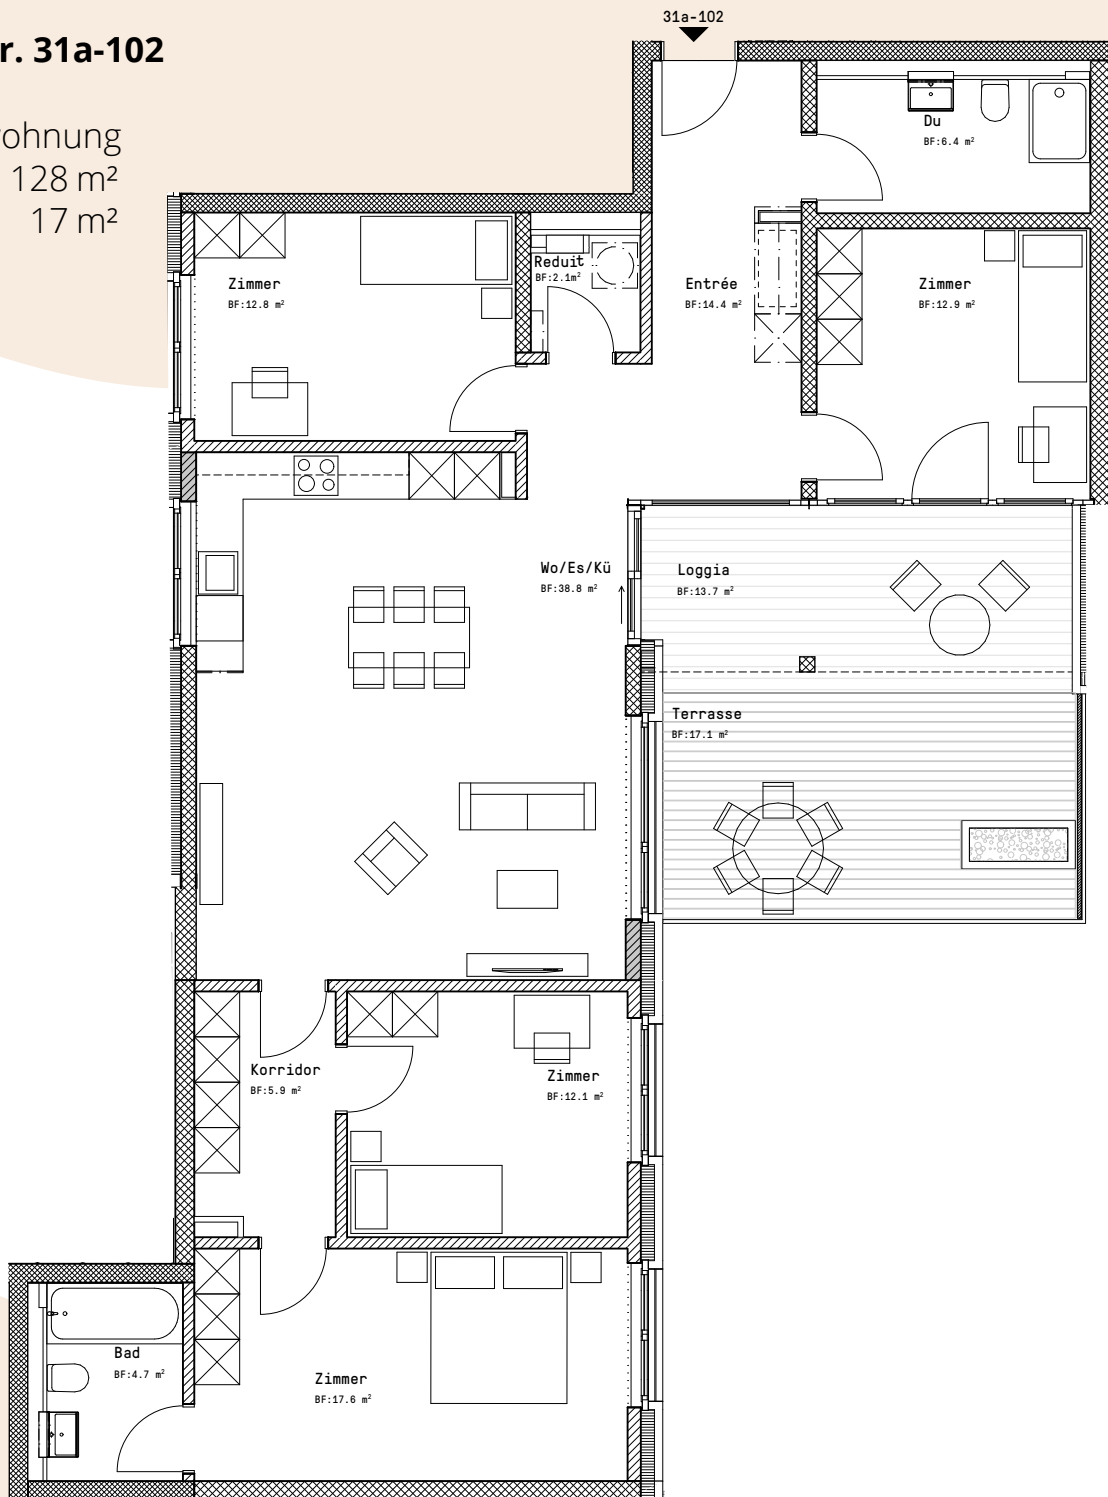 31a-102
r. 31a-102
ohnung
128 m²
17 m²
Du
BF:6.4 m²
Reduit
BF:2.1m²
Zimmer
BF:12.8 m²
Entrée
BF:14.4 m²
Zimmer
BF:12.9 m²
Wo/Es/Kü
BF:38.8 m²
Loggia
BF:13.7 m²
Terrasse
BF:17.1 m²
Korridor
BF:5.9 m²
Zimmer
BF:12.1 m²
Bad
BF:4.7 m²
Zimmer
BF:17.6 m²